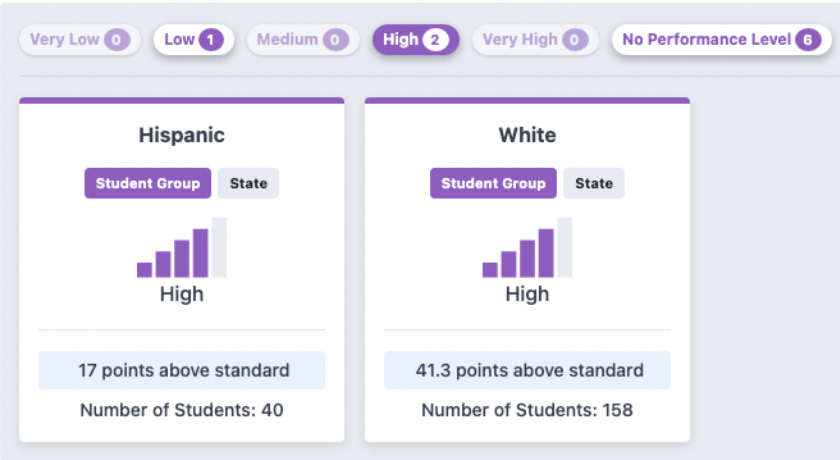 Very Low 0 Low 1 Medium 0 High 2 Very High 0 No Performance Level 6
Hispanic
Student Group State
High
17 points above standard
Number of Students: 40
White
Student Group State
High
41.3 points above standard
Number of Students: 158